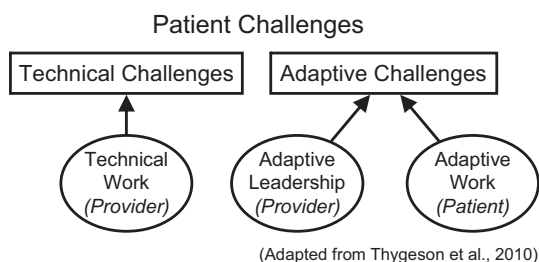 Patient Challenges
Technical Challenges
Adaptive Challenges
Technical
Work
(Provider)
Adaptive
Leadership
(Provider)
Adaptive
Work
(Patient)
(Adapted from Thygeson et al., 2010)